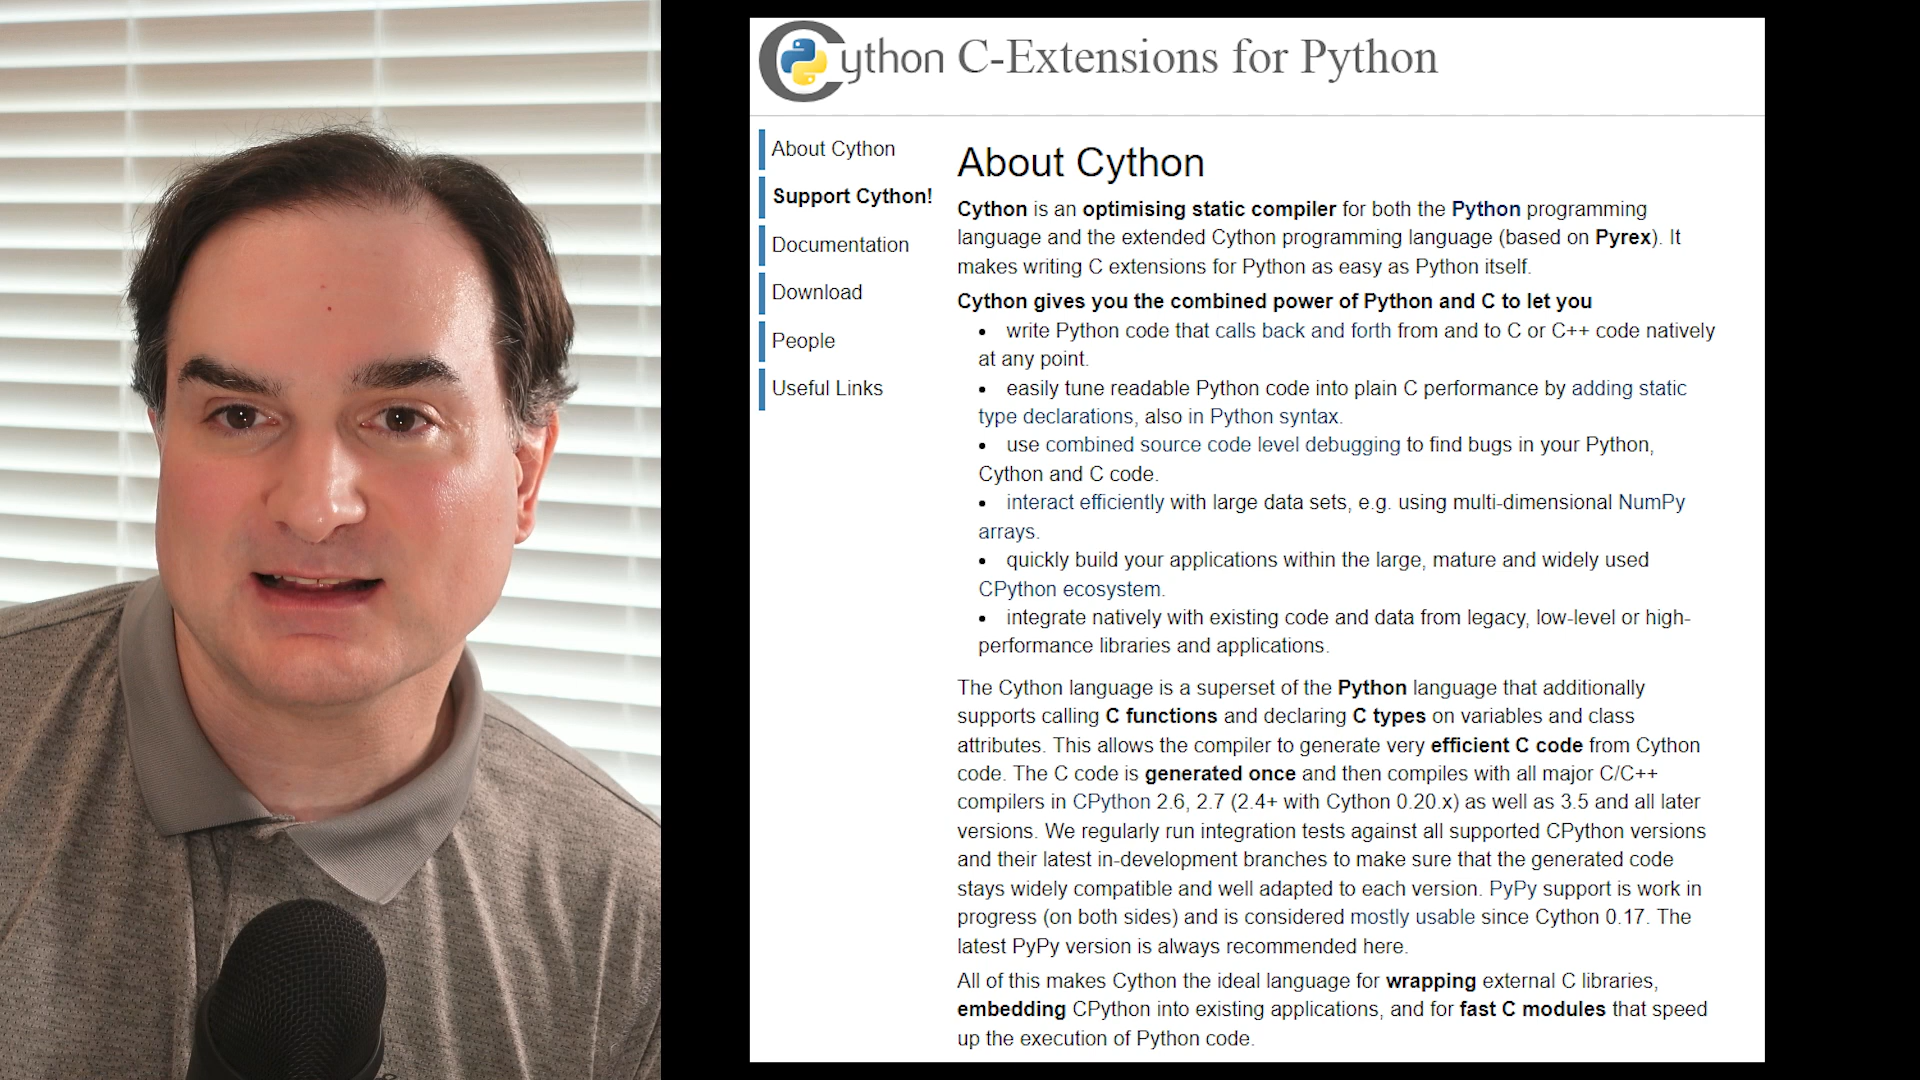 Cython C-Extensions for Python
About Cython
Support Cython!
Documentation
Download
People
Useful Links
About Cython
Cython is an optimising static compiler for both the Python programming
language and the extended Cython programming language (based on Pyrex). It
makes writing C extensions for Python as easy as Python itself.
Cython gives you the combined power of Python and C to let you
• write Python code that calls back and forth from and to C or C++ code natively
at any point.
• easily tune readable Python code into plain C performance by adding static
type declarations, also in Python syntax.
• use combined source code level debugging to find bugs in your Python,
Cython and C code.
• interact efficiently with large data sets, e.g. using multi-dimensional NumPy
arrays.
• quickly build your applications within the large, mature and widely used
CPython ecosystem.
• integrate natively with existing code and data from legacy, low-level or high-
performance libraries and applications.
The Cython language is a superset of the Python language that additionally
supports calling C functions and declaring C types on variables and class
attributes. This allows the compiler to generate very efficient C code from Cython
code. The C code is generated once and then compiles with all major C/C++
compilers in CPython 2.6, 2.7 (2.4+ with Cython 0.20.x) as well as 3.5 and all later
versions. We regularly run integration tests against all supported CPython versions
and their latest in-development branches to make sure that the generated code
stays widely compatible and well adapted to each version. PyPy support is work in
progress (on both sides) and is considered mostly usable since Cython 0.17. The
latest PyPy version is always recommended here.
All of this makes Cython the ideal language for wrapping external C libraries,
embedding CPython into existing applications, and for fast C modules that speed
up the execution of Python code.